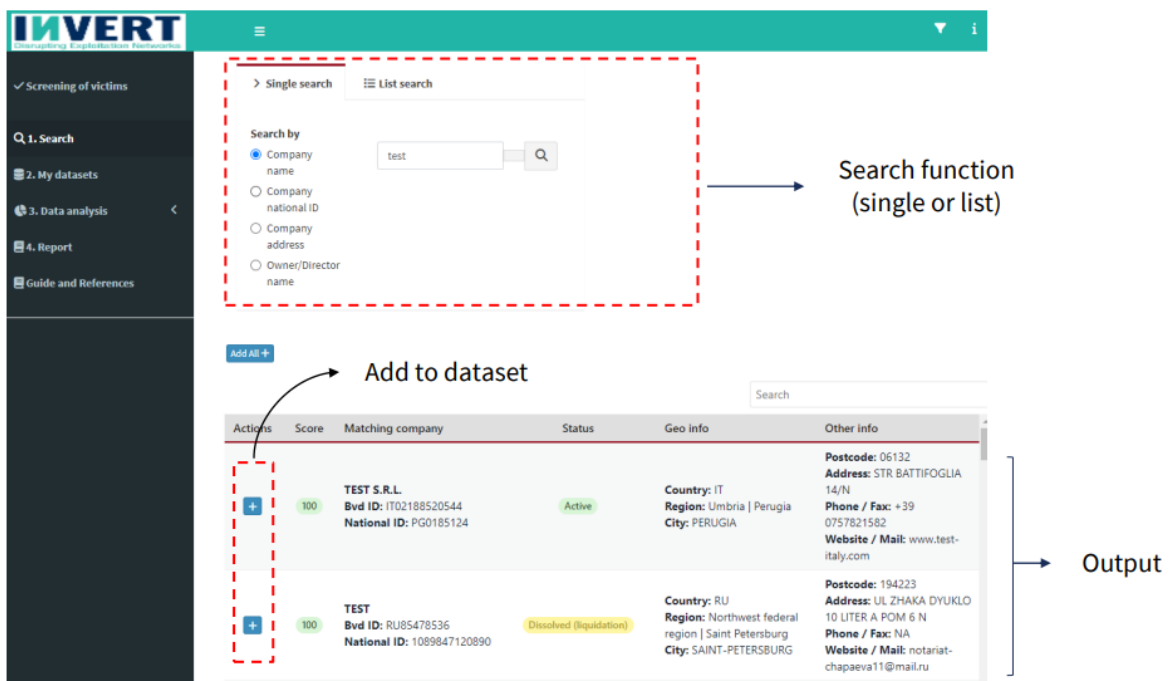 INVERT
Disrupting Exploitation Networks
Screening of victims
1. Search
2. My datasets
3. Data analysis
4. Report
Guide and References
Single search
List search
Search by
Company
name
Company
national ID
Company
address
Owner/Director
name
test
Search function
(single or list)
Add All +
Add to dataset
Search
Actions Score Matching company Status Geo info Other info
100
TEST S.R.L.
Bvd ID: IT02188520544
National ID: PG0185124
Active
Country: IT
Region: Umbria | Perugia
City: PERUGIA
Postcode: 06132
Address: STR BATTIFOGLIA
14/N
Phone / Fax: +39
0757821582
Website / Mail: www.test-
italy.com
100
TEST
Bvd ID: RU85478536
National ID: 1089847120890
Dissolved (liquidation)
Country: RU
Region: Northwest federal
region | Saint Petersburg
City: SAINT-PETERSBURG
Postcode: 194223
Address: UL ZHAKA DYUKLO
10 LITER A POM 6 N
Phone / Fax: NA
Website / Mail: notariat-
chapaeva11@mail.ru
Output